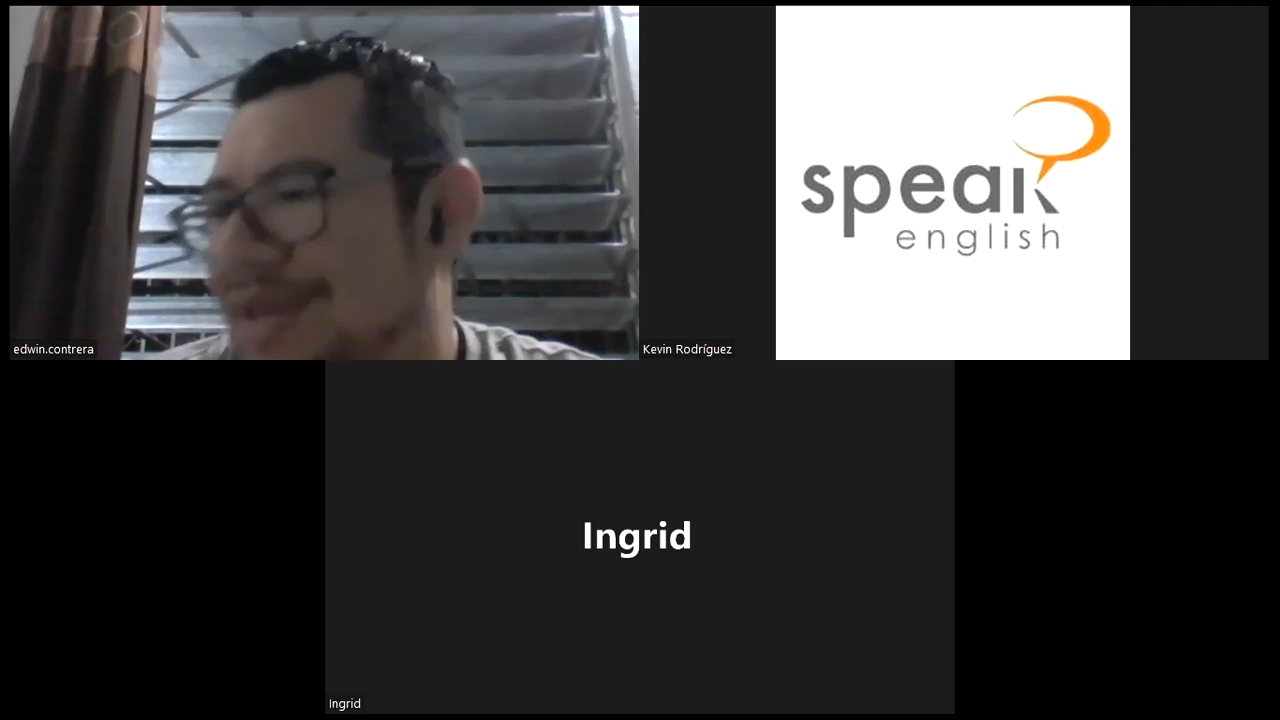 speak
english
edwin.contrera
Kevin Rodríguez
Ingrid
Ingrid